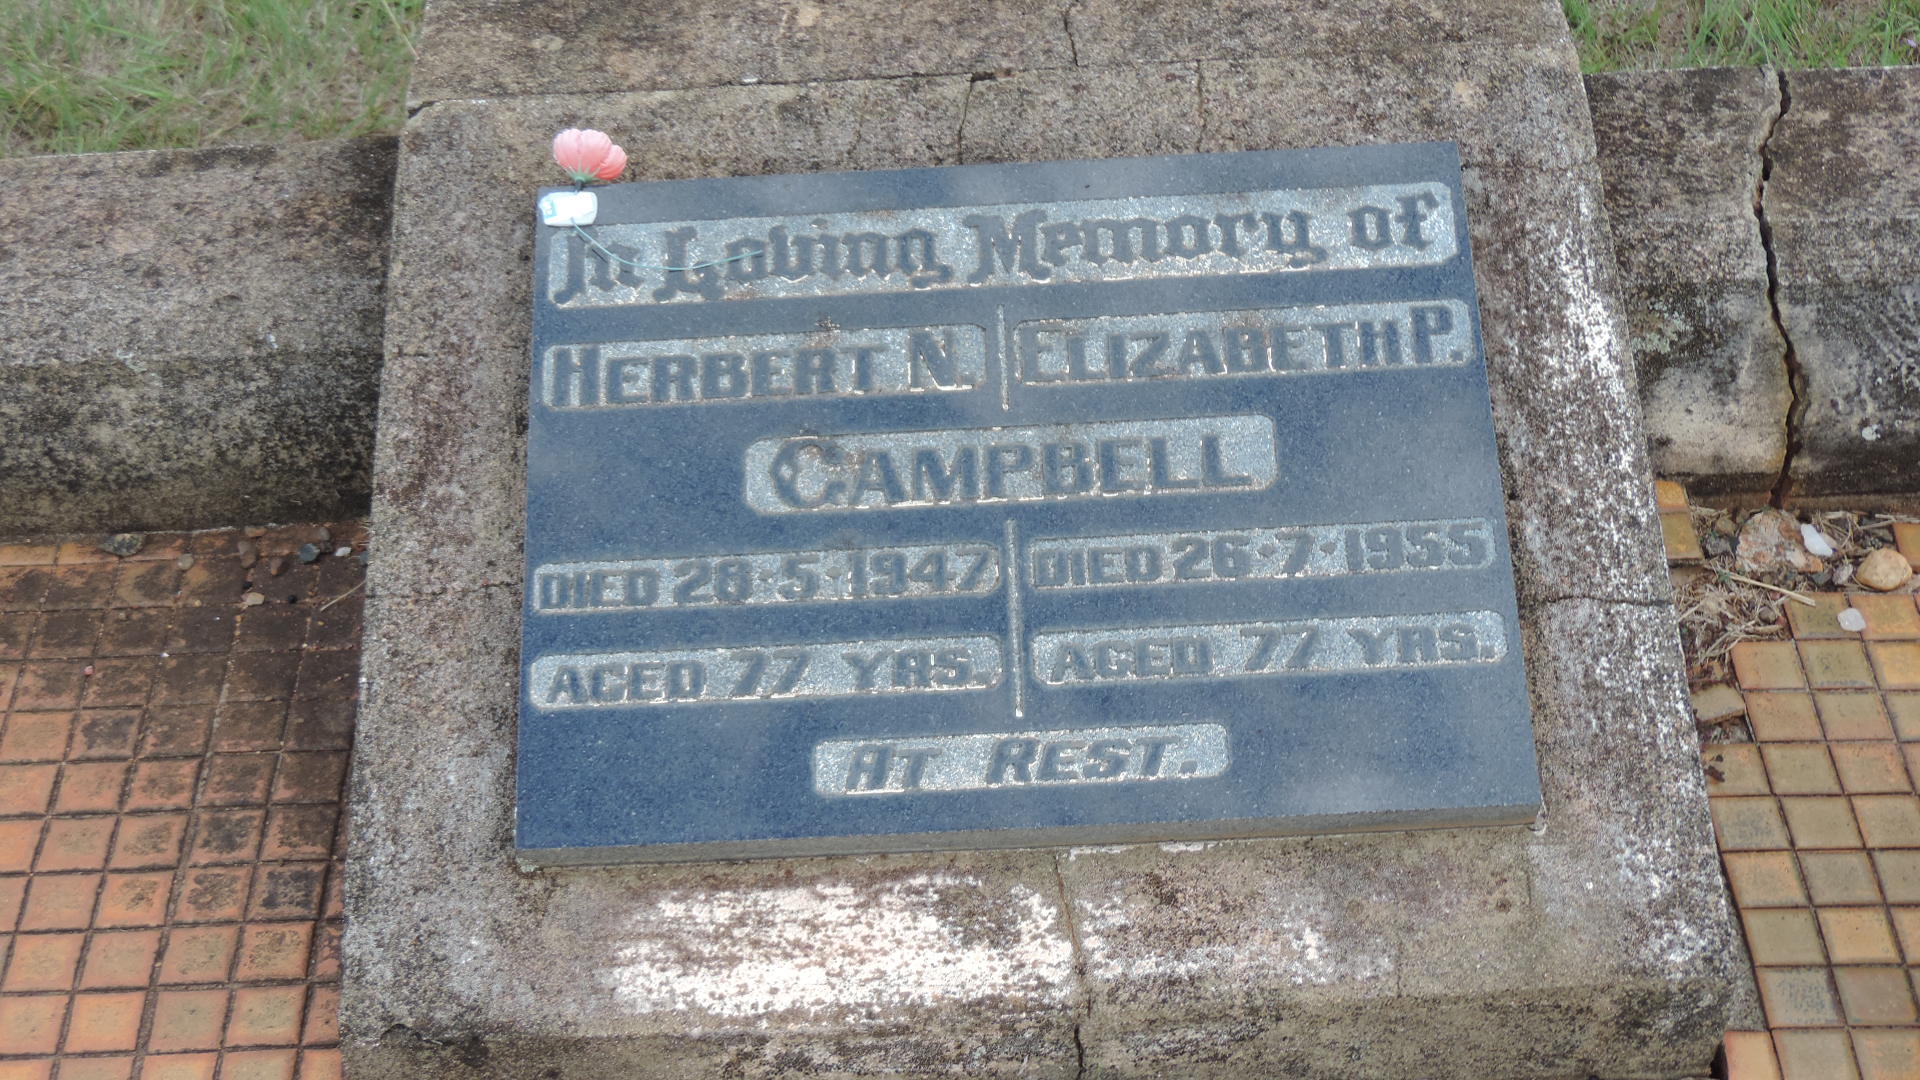 In Loving Memory of
HERBERT N. ELIZABETH P.
CAMPBELL
DIED 28·5·1947 DIED 26·7·1955
AGED 77 YRS. AGED 77 YRS.
AT REST.